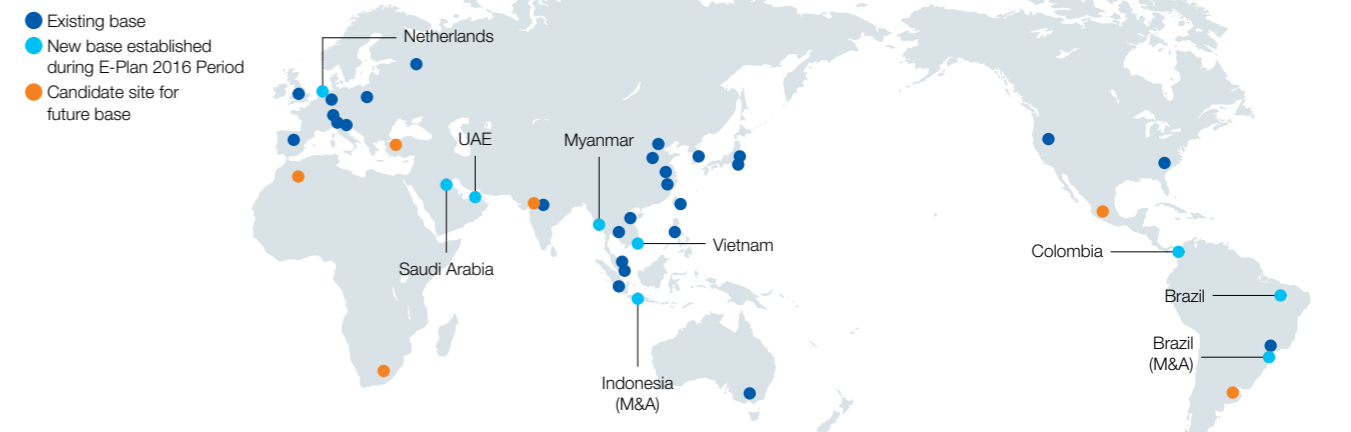 Existing base
New base established
during E-Plan 2016 Period
Candidate site for
future base
Netherlands
UAE
Myanmar
Saudi Arabia
Vietnam
Indonesia
(M&A)
Colombia
Brazil
Brazil
(M&A)